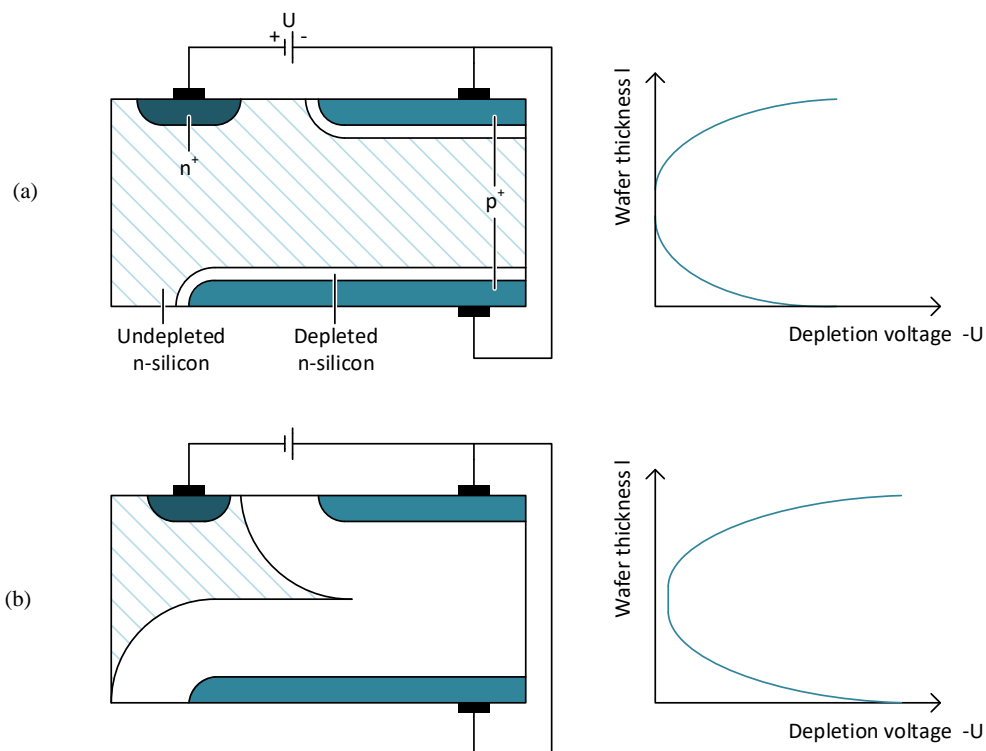 U
+ -
n⁺
p⁺
(a)
Undepleted
n-silicon
Depleted
n-silicon
Wafer thickness l
Depletion voltage -U
(b)
Wafer thickness l
Depletion voltage -U